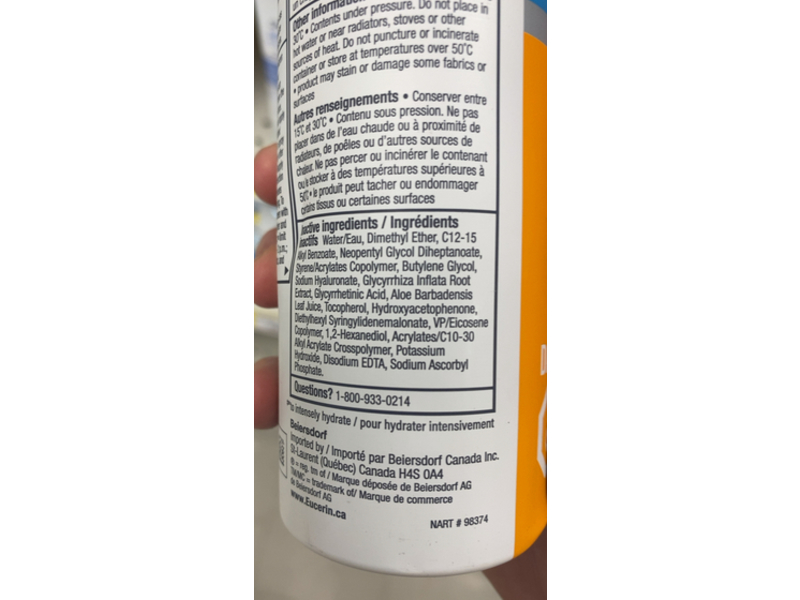 Other information
30°C • Contents under pressure. Do not place in
hot water or near radiators, stoves or other
sources of heat. Do not puncture or incinerate
container or store at temperatures over 50°C
• product may stain or damage some fabrics or
surfaces
Autres renseignements • Conserver entre
15°C et 30°C • Contenu sous pression. Ne pas
placer dans de l'eau chaude ou à proximité de
radiateurs, de poêles ou d'autres sources de
chaleur. Ne pas percer ou incinérer le contenant
ou le stocker à des températures supérieures à
50°C • le produit peut tacher ou endommager
certains tissus ou certaines surfaces
Inactive ingredients / Ingrédients
inactifs Water/Eau, Dimethyl Ether, C12-15
Alkyl Benzoate, Neopentyl Glycol Diheptanoate,
Styrene/Acrylates Copolymer, Butylene Glycol,
Sodium Hyaluronate, Glycyrrhiza Inflata Root
Extract, Glycyrrhetinic Acid, Aloe Barbadensis
Leaf Juice, Tocopherol, Hydroxyacetophenone,
Diethylhexyl Syringylidenemalonate, VP/Eicosene
Copolymer, 1,2-Hexanediol, Acrylates/C10-30
Alkyl Acrylate Crosspolymer, Potassium
Hydroxide, Disodium EDTA, Sodium Ascorbyl
Phosphate.
Questions? 1-800-933-0214
to intensely hydrate / pour hydrater intensivement
Beiersdorf
Imported by / Importé par Beiersdorf Canada Inc.
St-Laurent (Québec) Canada H4S 0A4
® = reg. tm of / Marque déposée de Beiersdorf AG
TM/MC = trademark of/ Marque de commerce
de Beiersdorf AG
www.Eucerin.ca
NART # 98374